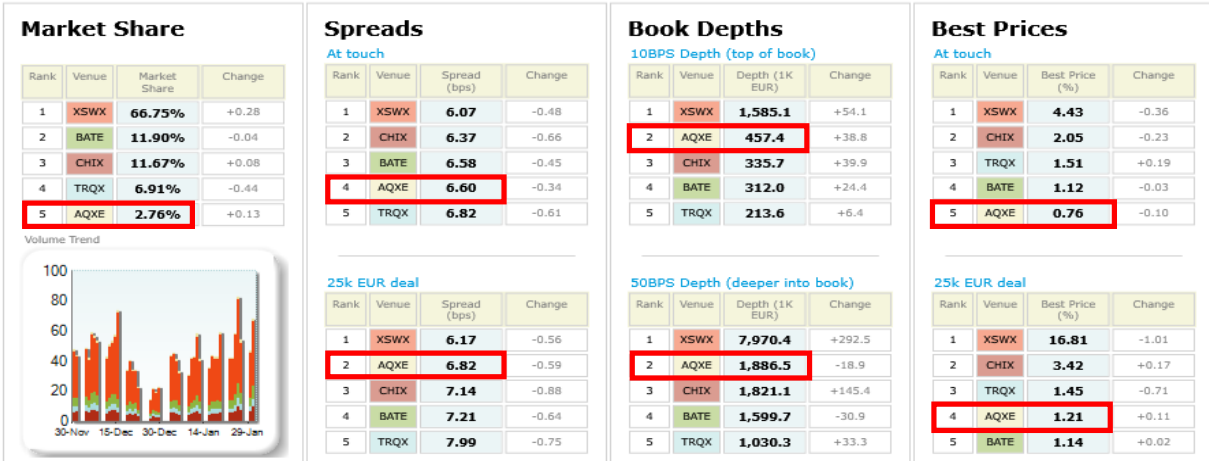 Market Share
Rank Venue Market Share Change
1 XSWX 66.75% +0.28
2 BATE 11.90% -0.04
3 CHIX 11.67% +0.08
4 TRQX 6.91% -0.44
5 AQXE 2.76% +0.13
Volume Trend
100
80
60
40
20
0
30-Nov 15-Dec 30-Dec 14-Jan 29-Jan
Spreads
At touch
Rank Venue Spread (bps) Change
1 XSWX 6.07 -0.48
2 CHIX 6.37 -0.66
3 BATE 6.58 -0.45
4 AQXE 6.60 -0.34
5 TRQX 6.82 -0.61
25k EUR deal
Rank Venue Spread (bps) Change
1 XSWX 6.17 -0.56
2 AQXE 6.82 -0.59
3 CHIX 7.14 -0.88
4 BATE 7.21 -0.64
5 TRQX 7.99 -0.75
Book Depths
10BPS Depth (top of book)
Rank Venue Depth (1K EUR) Change
1 XSWX 1,585.1 +54.1
2 AQXE 457.4 +38.8
3 CHIX 335.7 +39.9
4 BATE 312.0 +24.4
5 TRQX 213.6 +6.4
50BPS Depth (deeper into book)
Rank Venue Depth (1K EUR) Change
1 XSWX 7,970.4 +292.5
2 AQXE 1,886.5 -18.9
3 CHIX 1,821.1 +145.4
4 BATE 1,599.7 -30.9
5 TRQX 1,030.3 +33.3
Best Prices
At touch
Rank Venue Best Price (%) Change
1 XSWX 4.43 -0.36
2 CHIX 2.05 -0.23
3 TRQX 1.51 +0.19
4 BATE 1.12 -0.03
5 AQXE 0.76 -0.10
25k EUR deal
Rank Venue Best Price (%) Change
1 XSWX 16.81 -1.01
2 CHIX 3.42 +0.17
3 TRQX 1.45 -0.71
4 AQXE 1.21 +0.11
5 BATE 1.14 +0.02